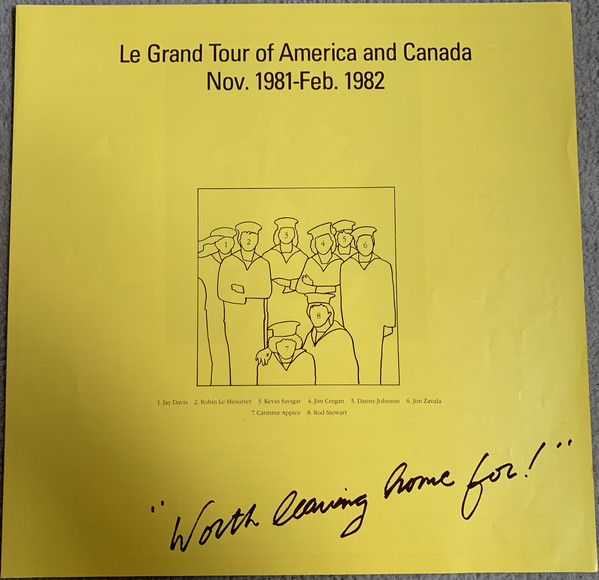 Le Grand Tour of America and Canada
Nov. 1981-Feb. 1982
1 2 3 4 5 6
8
7
1. Jay Davis 2. Robin Le Mesurier 3. Kevin Savigar 4. Jim Cregan 5. Danny Johnson 6. Jim Zavala
7 Carmine Appice 8. Rod Stewart
"Worth leaving home for!"